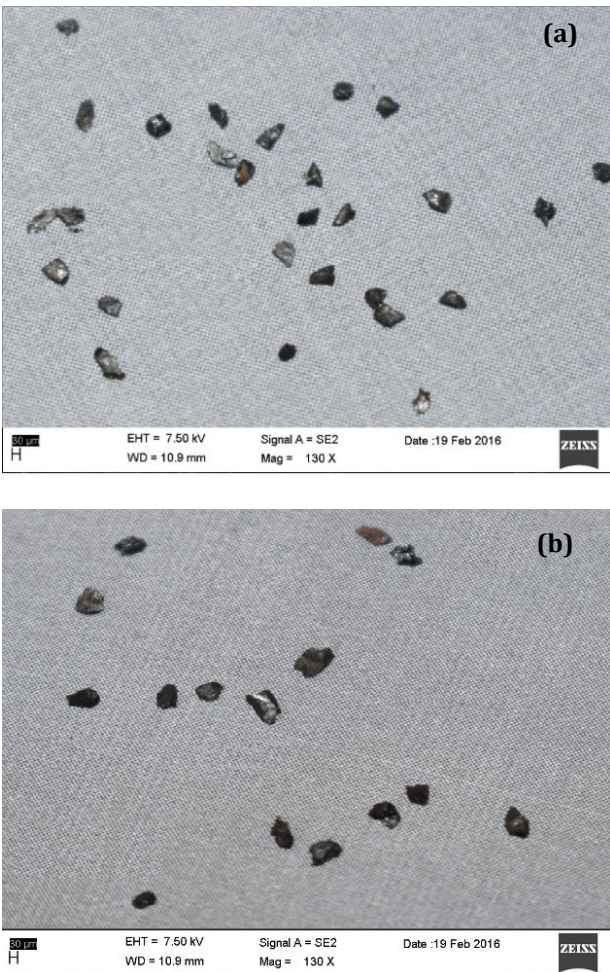 (a)
30 µm EHT = 7.50 kV Signal A = SE2 Date :19 Feb 2016 ZEISS
WD = 10.9 mm Mag = 130 X
(b)
30 µm EHT = 7.50 kV Signal A = SE2 Date :19 Feb 2016 ZEISS
WD = 10.9 mm Mag = 130 X